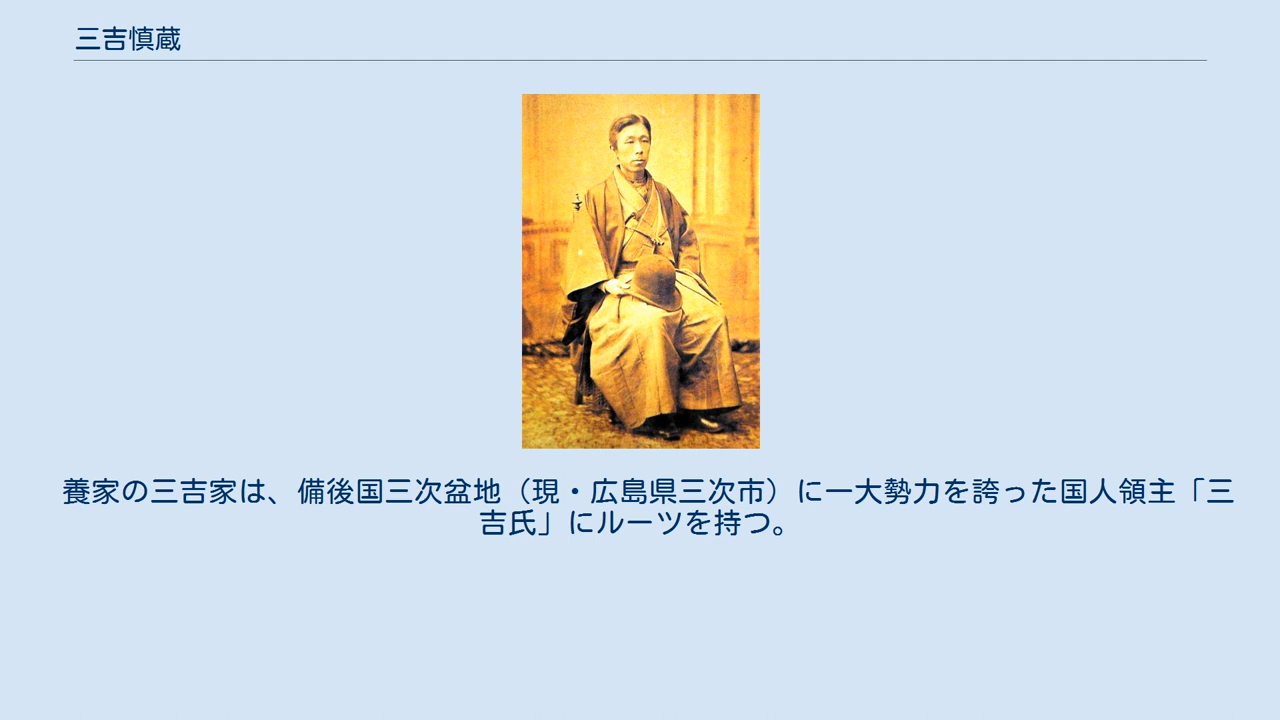 三吉慎蔵
養家の三吉家は、備後国三次盆地（現・広島県三次市）に一大勢力を誇った国人領主「三
吉氏」にルーツを持つ。